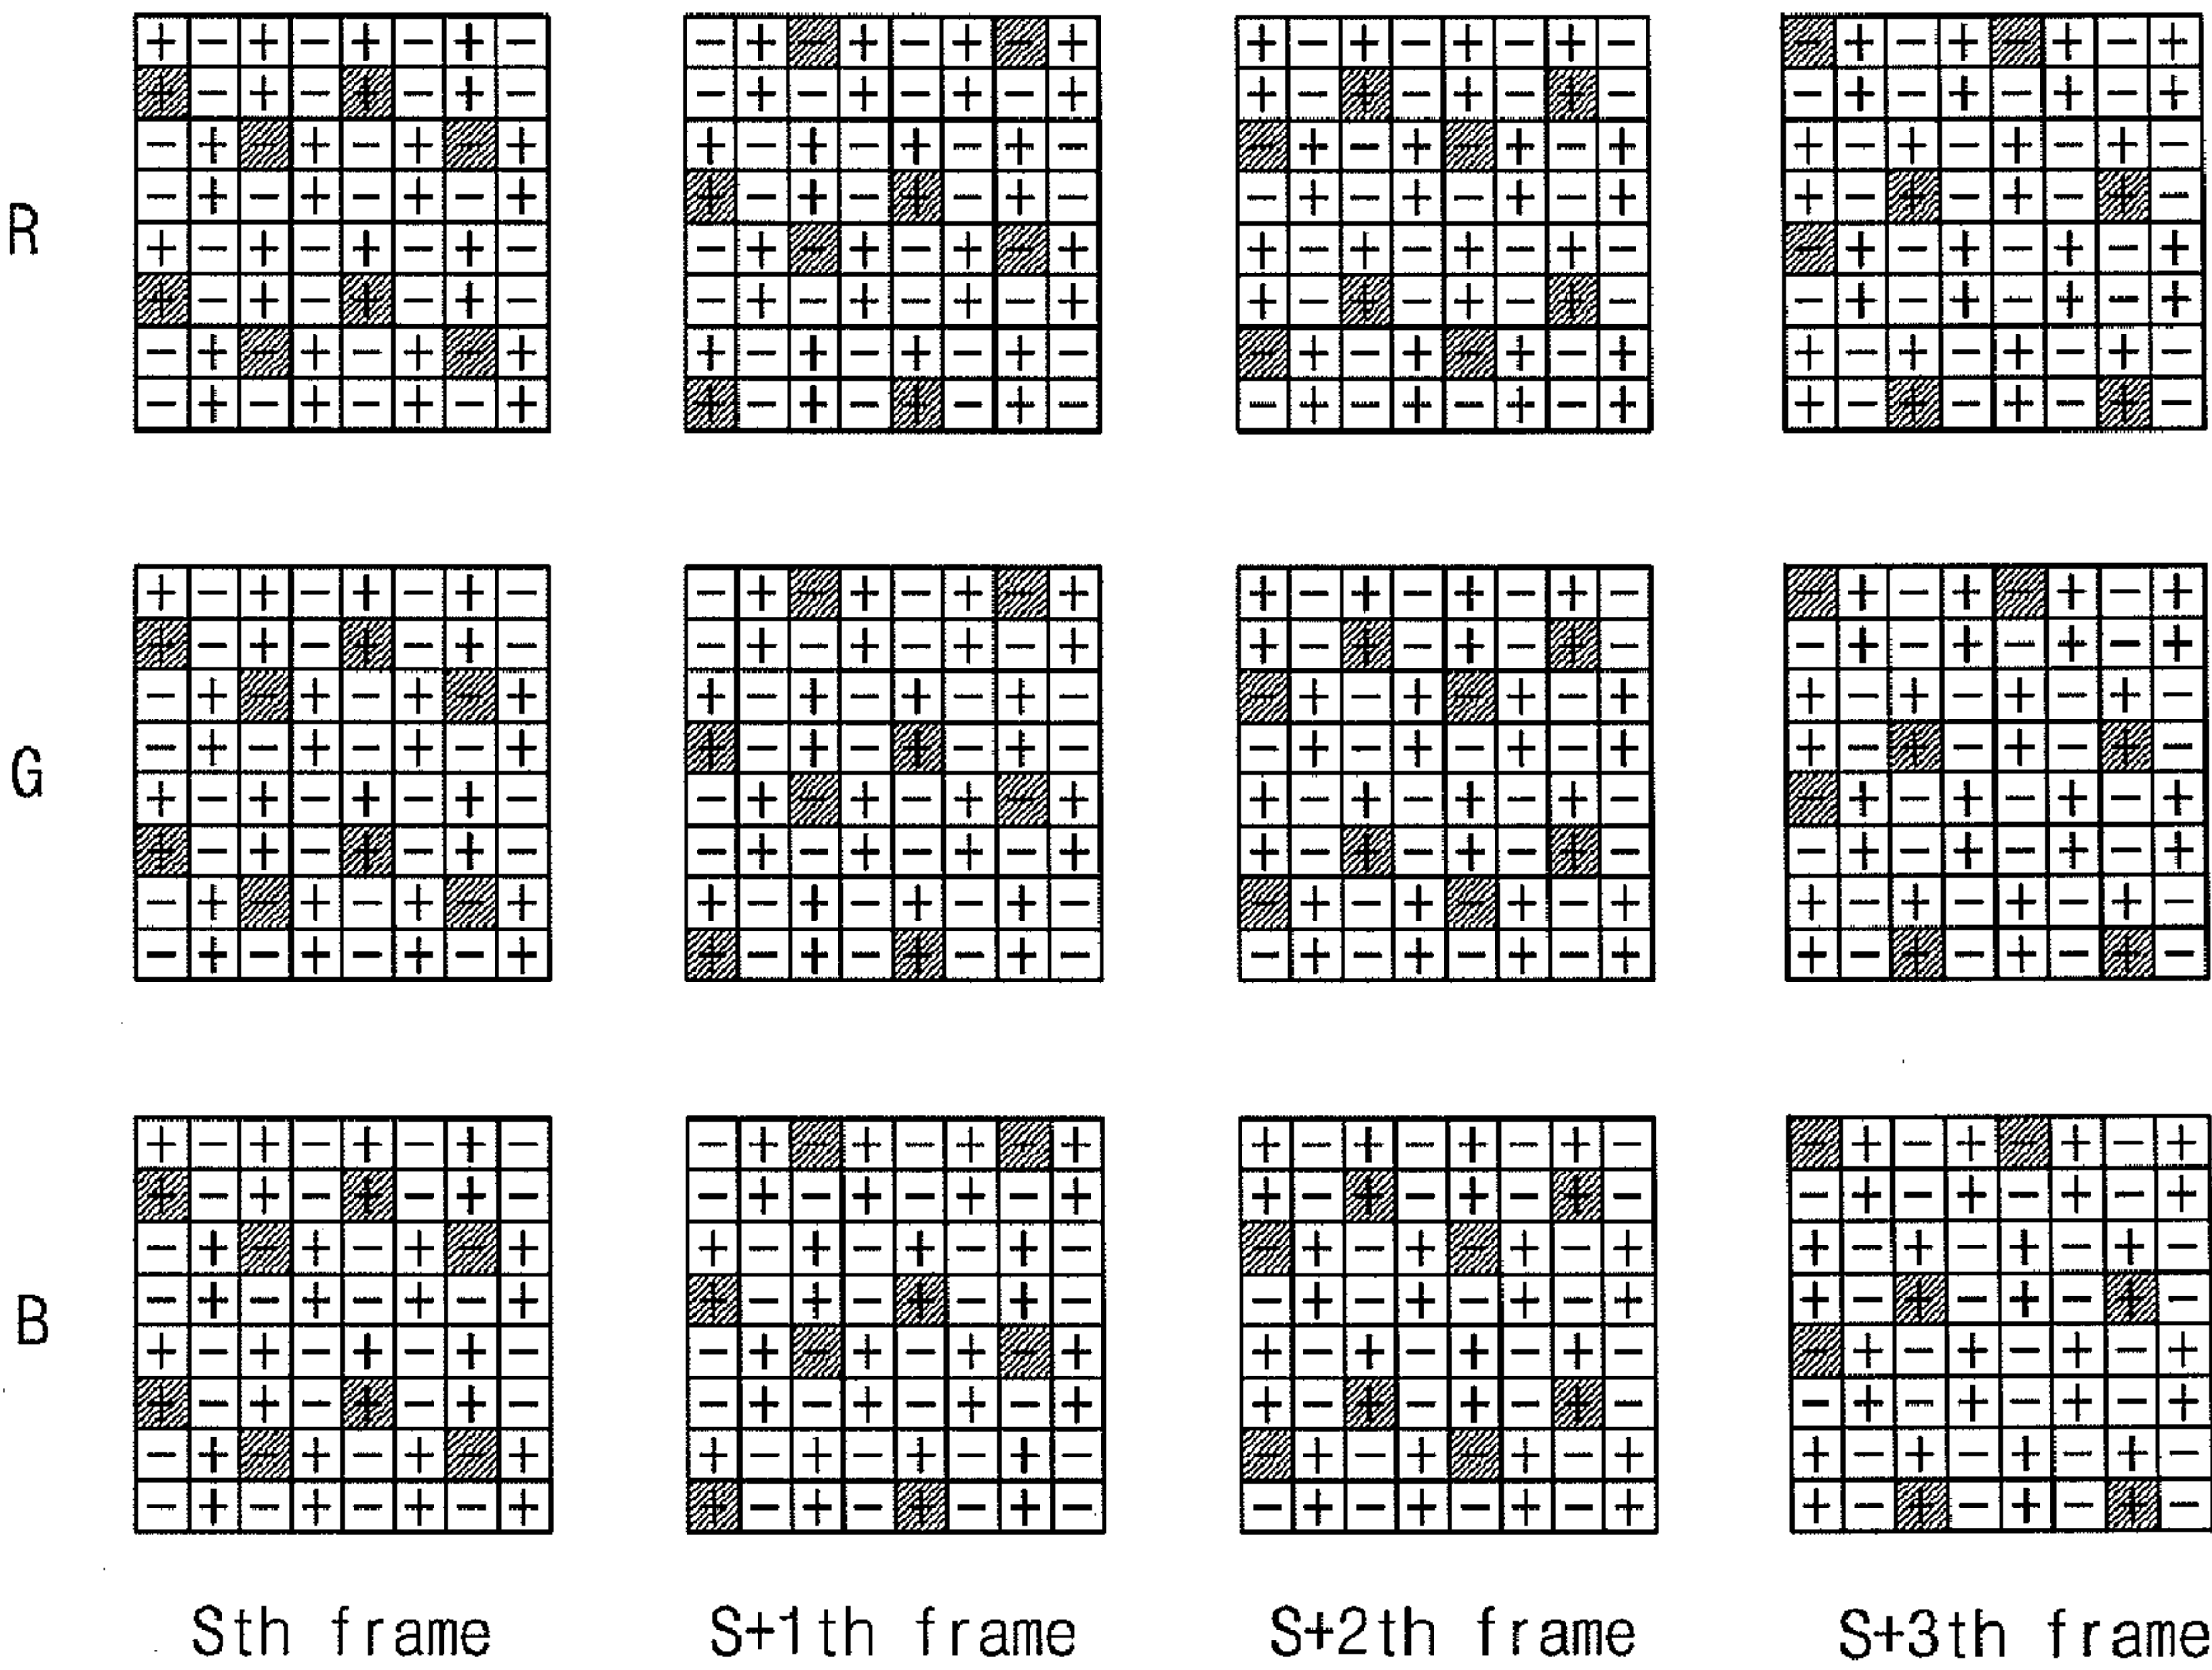 + − + − + − + − − + − + − + − + + − + − + − + − − + − + − + − +
+ − + − + − + − − + − + − + − + + − + − + − + − − + − + − + − +
− + − + − + − + + − + − + − + − − + − + − + − + + − + − + − + −
− + − + − + − + + − + − + − + − − + − + − + − + + − + − + − + −
R
+ − + − + − + − − + − + − + − + + − + − + − + − − + − + − + − +
+ − + − + − + − − + − + − + − + + − + − + − + − − + − + − + − +
− + − + − + − + + − + − + − + − − + − + − + − + + − + − + − + −
− + − + − + − + + − + − + − + − − + − + − + − + + − + − + − + −
+ − + − + − + − − + − + − + − + + − + − + − + − − + − + − + − +
+ − + − + − + − − + − + − + − + + − + − + − + − − + − + − + − +
− + − + − + − + + − + − + − + − − + − + − + − + + − + − + − + −
− + − + − + − + + − + − + − + − − + − + − + − + + − + − + − + −
G
+ − + − + − + − − + − + − + − + + − + − + − + − − + − + − + − +
+ − + − + − + − − + − + − + − + + − + − + − + − − + − + − + − +
− + − + − + − + + − + − + − + − − + − + − + − + + − + − + − + −
− + − + − + − + + − + − + − + − − + − + − + − + + − + − + − + −
+ − + − + − + − − + − + − + − + + − + − + − + − − + − + − + − +
+ − + − + − + − − + − + − + − + + − + − + − + − − + − + − + − +
− + − + − + − + + − + − + − + − − + − + − + − + + − + − + − + −
− + − + − + − + + − + − + − + − − + − + − + − + + − + − + − + −
B
+ − + − + − + − − + − + − + − + + − + − + − + − − + − + − + − +
+ − + − + − + − − + − + − + − + + − + − + − + − − + − + − + − +
− + − + − + − + + − + − + − + − − + − + − + − + + − + − + − + −
− + − + − + − + + − + − + − + − − + − + − + − + + − + − + − + −
Sth frame S+1th frame S+2th frame S+3th frame